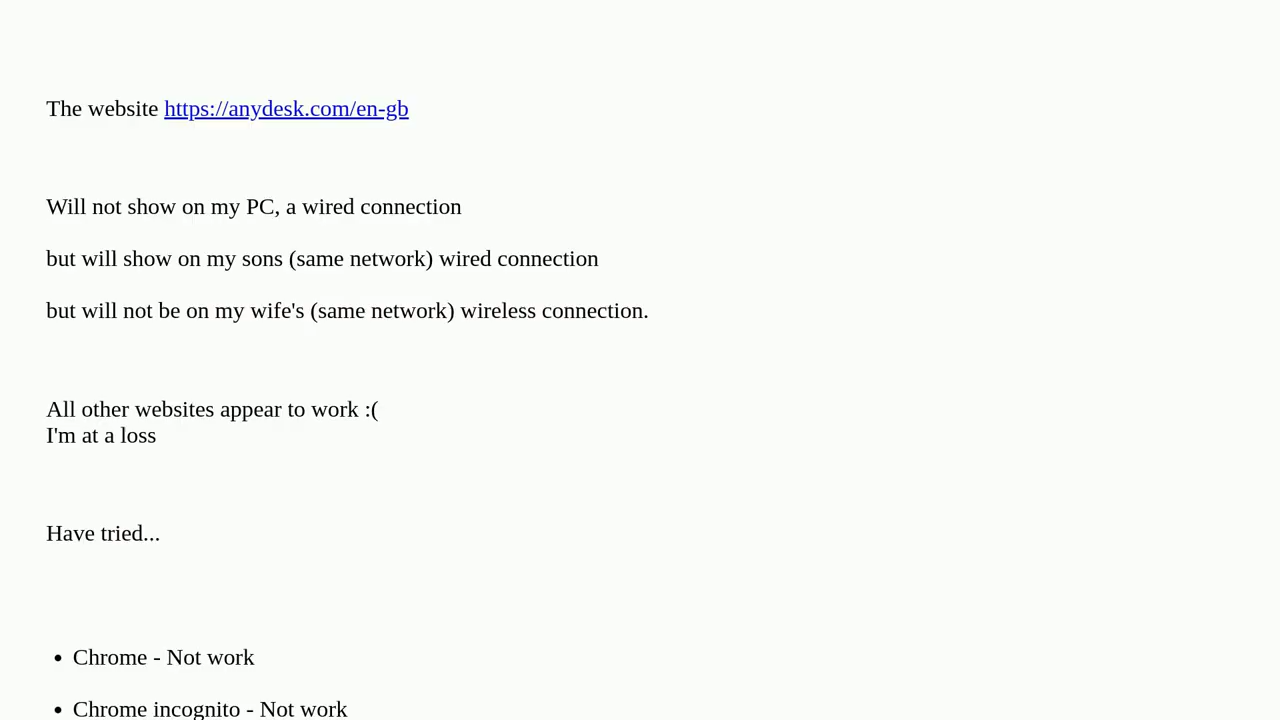 The website https://anydesk.com/en-gb
Will not show on my PC, a wired connection
but will show on my sons (same network) wired connection
but will not be on my wife's (same network) wireless connection.
All other websites appear to work :(
I'm at a loss
Have tried...
• Chrome - Not work
• Chrome incognito - Not work